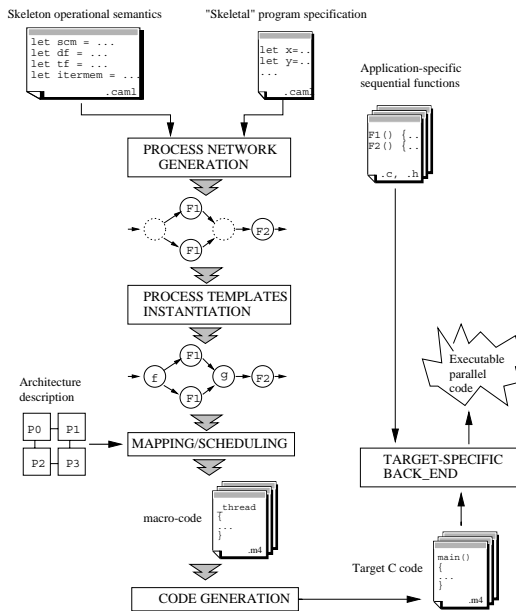 Skeleton operational semantics
"Skeletal" program specification
let scm = ...
let df = ...
let tf = ...
let itermem = ...
.caml
let x=..
let y=..
...
.caml
Application-specific
sequential functions
F1() {..
F2() {..
.c, .h
PROCESS NETWORK
GENERATION
F1
F1
F2
PROCESS TEMPLATES
INSTANTIATION
F1
f
g
F2
F1
Executable
parallel
code
Architecture
description
P0
P1
P2
P3
MAPPING/SCHEDULING
TARGET-SPECIFIC
BACK_END
macro-code
_thread
{
...
}
.m4
Target C code
main()
{
...
}
.m4
CODE GENERATION